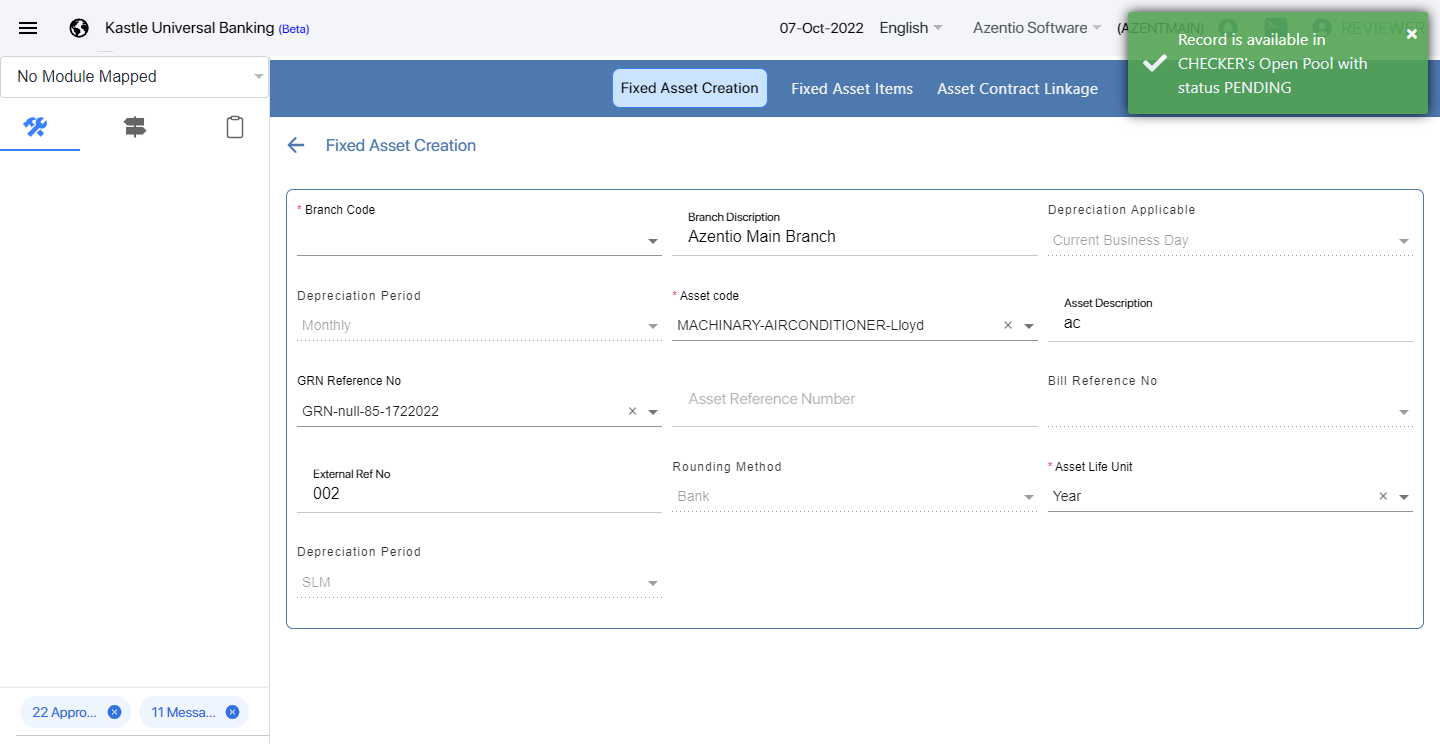 Kastle Universal Banking (Beta)
07-Oct-2022
English
Azentio Software
(AZENTMAIN)
REVIEWER
Record is available in
CHECKER's Open Pool with
status PENDING
No Module Mapped
Fixed Asset Creation
Fixed Asset Items
Asset Contract Linkage
Fixed Asset Creation
* Branch Code
Branch Discription
Azentio Main Branch
Depreciation Applicable
Current Business Day
Depreciation Period
Monthly
* Asset code
MACHINARY-AIRCONDITIONER-Lloyd
Asset Description
ac
GRN Reference No
GRN-null-85-1722022
Asset Reference Number
Bill Reference No
External Ref No
002
Rounding Method
Bank
* Asset Life Unit
Year
Depreciation Period
SLM
22 Appro...
11 Messa...